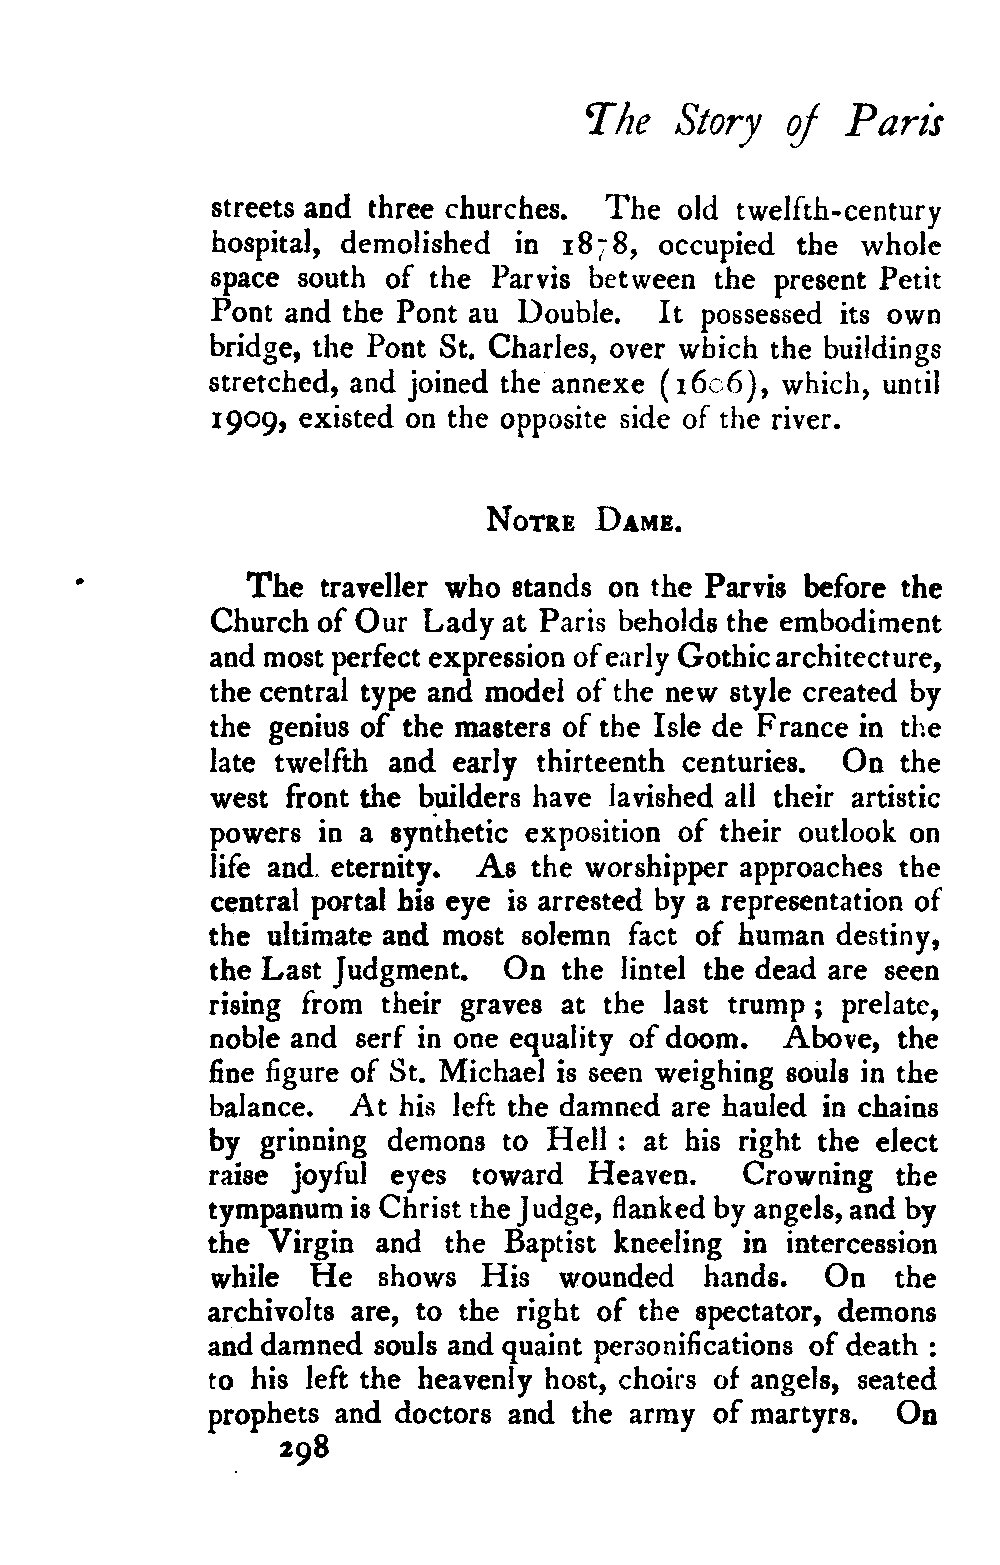 The Story of Paris
streets and three churches. The old twelfth-century
hospital, demolished in 1878, occupied the whole
space south of the Parvis between the present Petit
Pont and the Pont au Double. It possessed its own
bridge, the Pont St. Charles, over which the buildings
stretched, and joined the annexe (1606), which, until
1909, existed on the opposite side of the river.
NOTRE DAME.
The traveller who stands on the Parvis before the
Church of Our Lady at Paris beholds the embodiment
and most perfect expression of early Gothic architecture,
the central type and model of the new style created by
the genius of the masters of the Isle de France in the
late twelfth and early thirteenth centuries. On the
west front the builders have lavished all their artistic
powers in a synthetic exposition of their outlook on
life and eternity. As the worshipper approaches the
central portal his eye is arrested by a representation of
the ultimate and most solemn fact of human destiny,
the Last Judgment. On the lintel the dead are seen
rising from their graves at the last trump ; prelate,
noble and serf in one equality of doom. Above, the
fine figure of St. Michael is seen weighing souls in the
balance. At his left the damned are hauled in chains
by grinning demons to Hell : at his right the elect
raise joyful eyes toward Heaven. Crowning the
tympanum is Christ the Judge, flanked by angels, and by
the Virgin and the Baptist kneeling in intercession
while He shows His wounded hands. On the
archivolts are, to the right of the spectator, demons
and damned souls and quaint personifications of death :
to his left the heavenly host, choirs of angels, seated
prophets and doctors and the army of martyrs. On
298